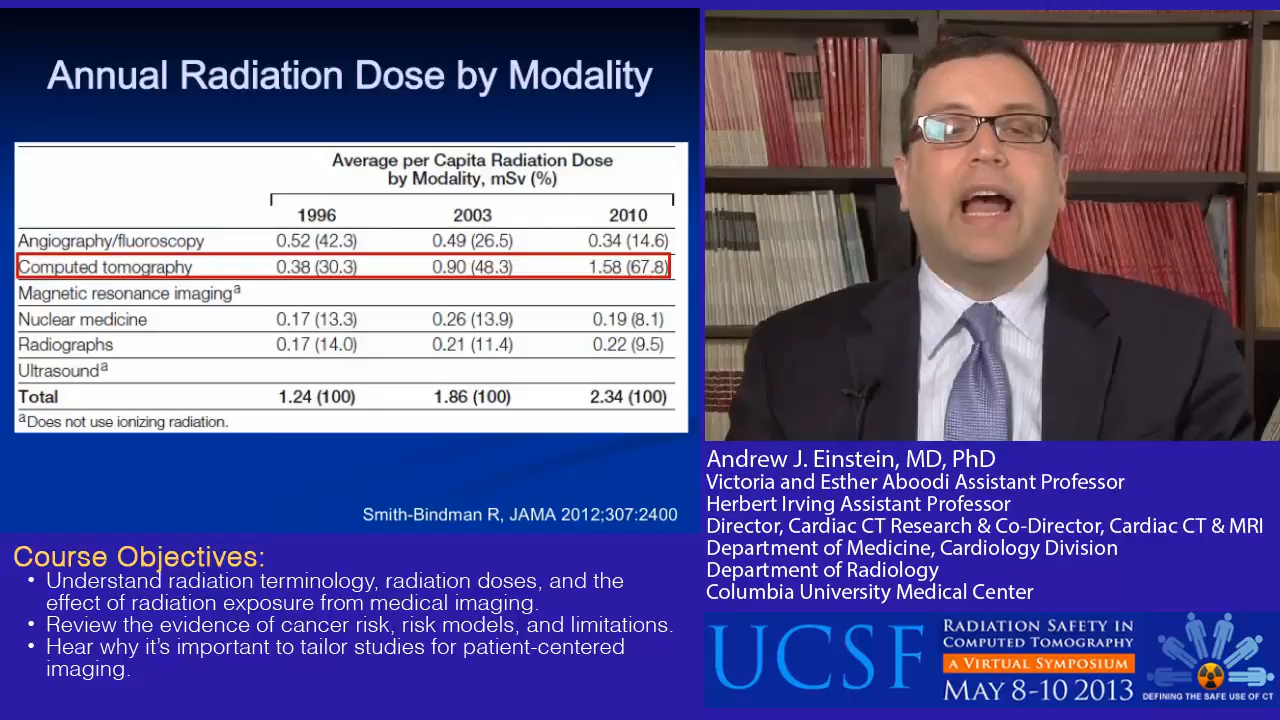 Annual Radiation Dose by Modality
Average per Capita Radiation Dose
by Modality, mSv (%)
1996 2003 2010
Angiography/fluoroscopy 0.52 (42.3) 0.49 (26.5) 0.34 (14.6)
Computed tomography 0.38 (30.3) 0.90 (48.3) 1.58 (67.8)
Magnetic resonance imagingᵃ
Nuclear medicine 0.17 (13.3) 0.26 (13.9) 0.19 (8.1)
Radiographs 0.17 (14.0) 0.21 (11.4) 0.22 (9.5)
Ultrasoundᵃ
Total 1.24 (100) 1.86 (100) 2.34 (100)
ᵃDoes not use ionizing radiation.
Smith-Bindman R, JAMA 2012;307:2400
Course Objectives:
• Understand radiation terminology, radiation doses, and the
effect of radiation exposure from medical imaging.
• Review the evidence of cancer risk, risk models, and limitations.
• Hear why it's important to tailor studies for patient-centered
imaging.
Andrew J. Einstein, MD, PhD
Victoria and Esther Aboodi Assistant Professor
Herbert Irving Assistant Professor
Director, Cardiac CT Research & Co-Director, Cardiac CT & MRI
Department of Medicine, Cardiology Division
Department of Radiology
Columbia University Medical Center
UCSF
RADIATION SAFETY IN
COMPUTED TOMOGRAPHY
A VIRTUAL SYMPOSIUM
MAY 8-10 2013
DEFINING THE SAFE USE OF CT